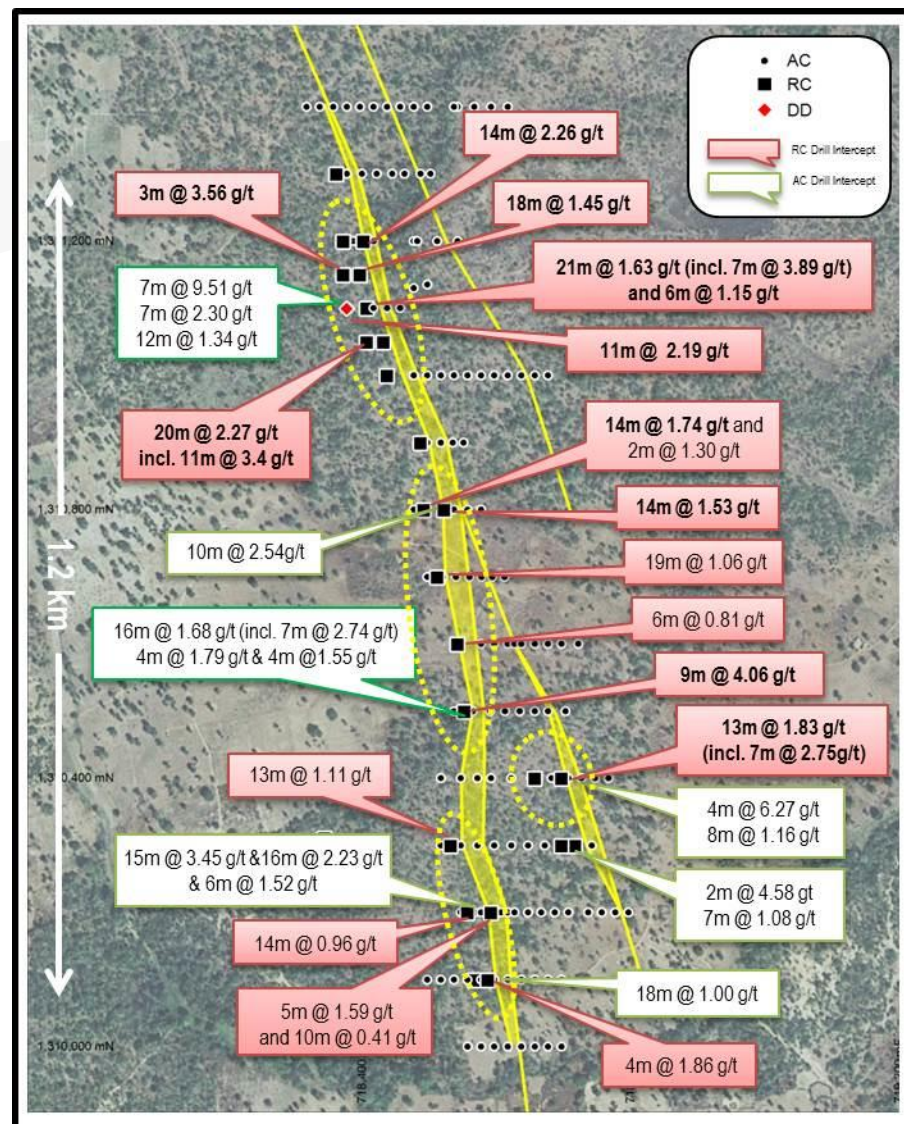 AC
RC
DD
RC Drill Intercept
AC Drill Intercept
14m @ 2.26 g/t
3m @ 3.56 g/t
18m @ 1.45 g/t
21m @ 1.63 g/t (incl. 7m @ 3.89 g/t)
and 6m @ 1.15 g/t
7m @ 9.51 g/t
7m @ 2.30 g/t
12m @ 1.34 g/t
11m @ 2.19 g/t
20m @ 2.27 g/t
incl. 11m @ 3.4 g/t
14m @ 1.74 g/t and
2m @ 1.30 g/t
1,310,800 mN
14m @ 1.53 g/t
10m @ 2.54g/t
19m @ 1.06 g/t
1.2 km
6m @ 0.81 g/t
16m @ 1.68 g/t (incl. 7m @ 2.74 g/t)
4m @ 1.79 g/t & 4m @1.55 g/t
9m @ 4.06 g/t
13m @ 1.83 g/t
(incl. 7m @ 2.75g/t)
13m @ 1.11 g/t
4m @ 6.27 g/t
8m @ 1.16 g/t
15m @ 3.45 g/t &16m @ 2.23 g/t
& 6m @ 1.52 g/t
2m @ 4.58 gt
7m @ 1.08 g/t
14m @ 0.96 g/t
18m @ 1.00 g/t
5m @ 1.59 g/t
and 10m @ 0.41 g/t
1,310,000 mN
4m @ 1.86 g/t
718,400